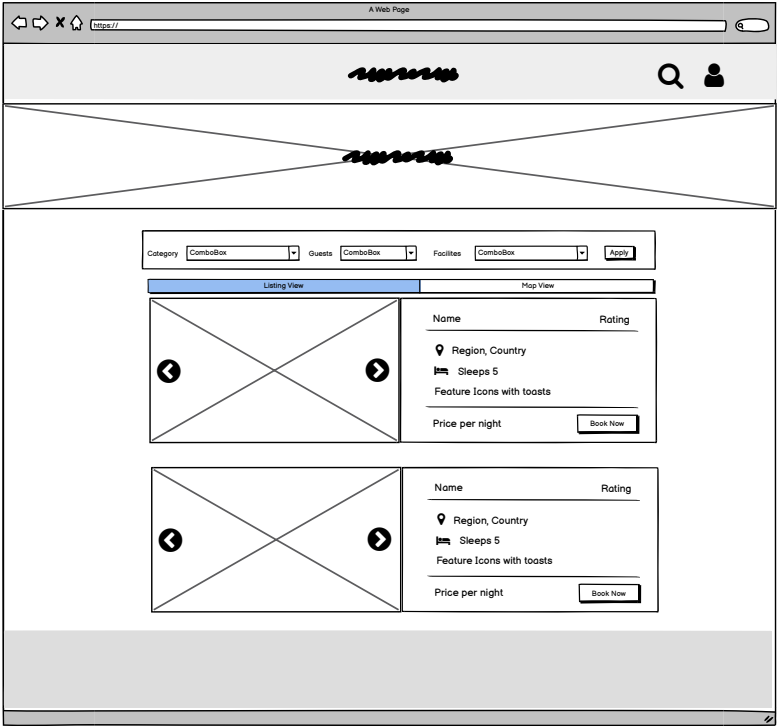 A Web Page
https://
Category ComboBox Guests ComboBox Facilites ComboBox Apply
Listing View Map View
Name Rating
Region, Country
Sleeps 5
Feature Icons with toasts
Price per night Book Now
Name Rating
Region, Country
Sleeps 5
Feature Icons with toasts
Price per night Book Now